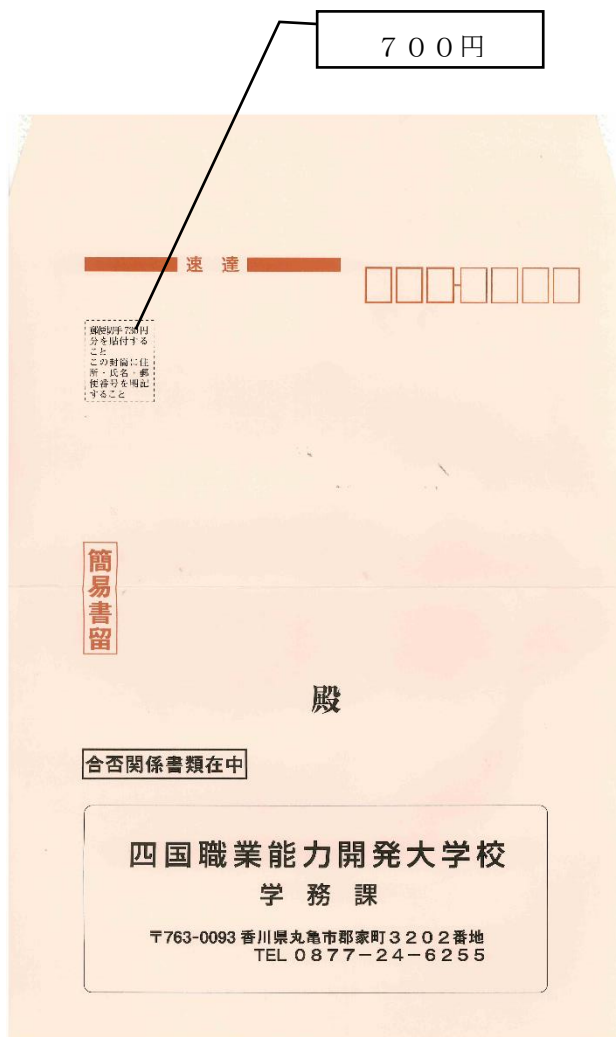 ７００円
速達
郵便切手730円
分を貼付する
こと
この封筒に住
所・氏名・郵
便番号を明記
すること
簡易書留
殿
合否関係書類在中
四国職業能力開発大学校
学務課
〒763-0093 香川県丸亀市郡家町３２０２番地
TEL ０８７７－２４－６２５５